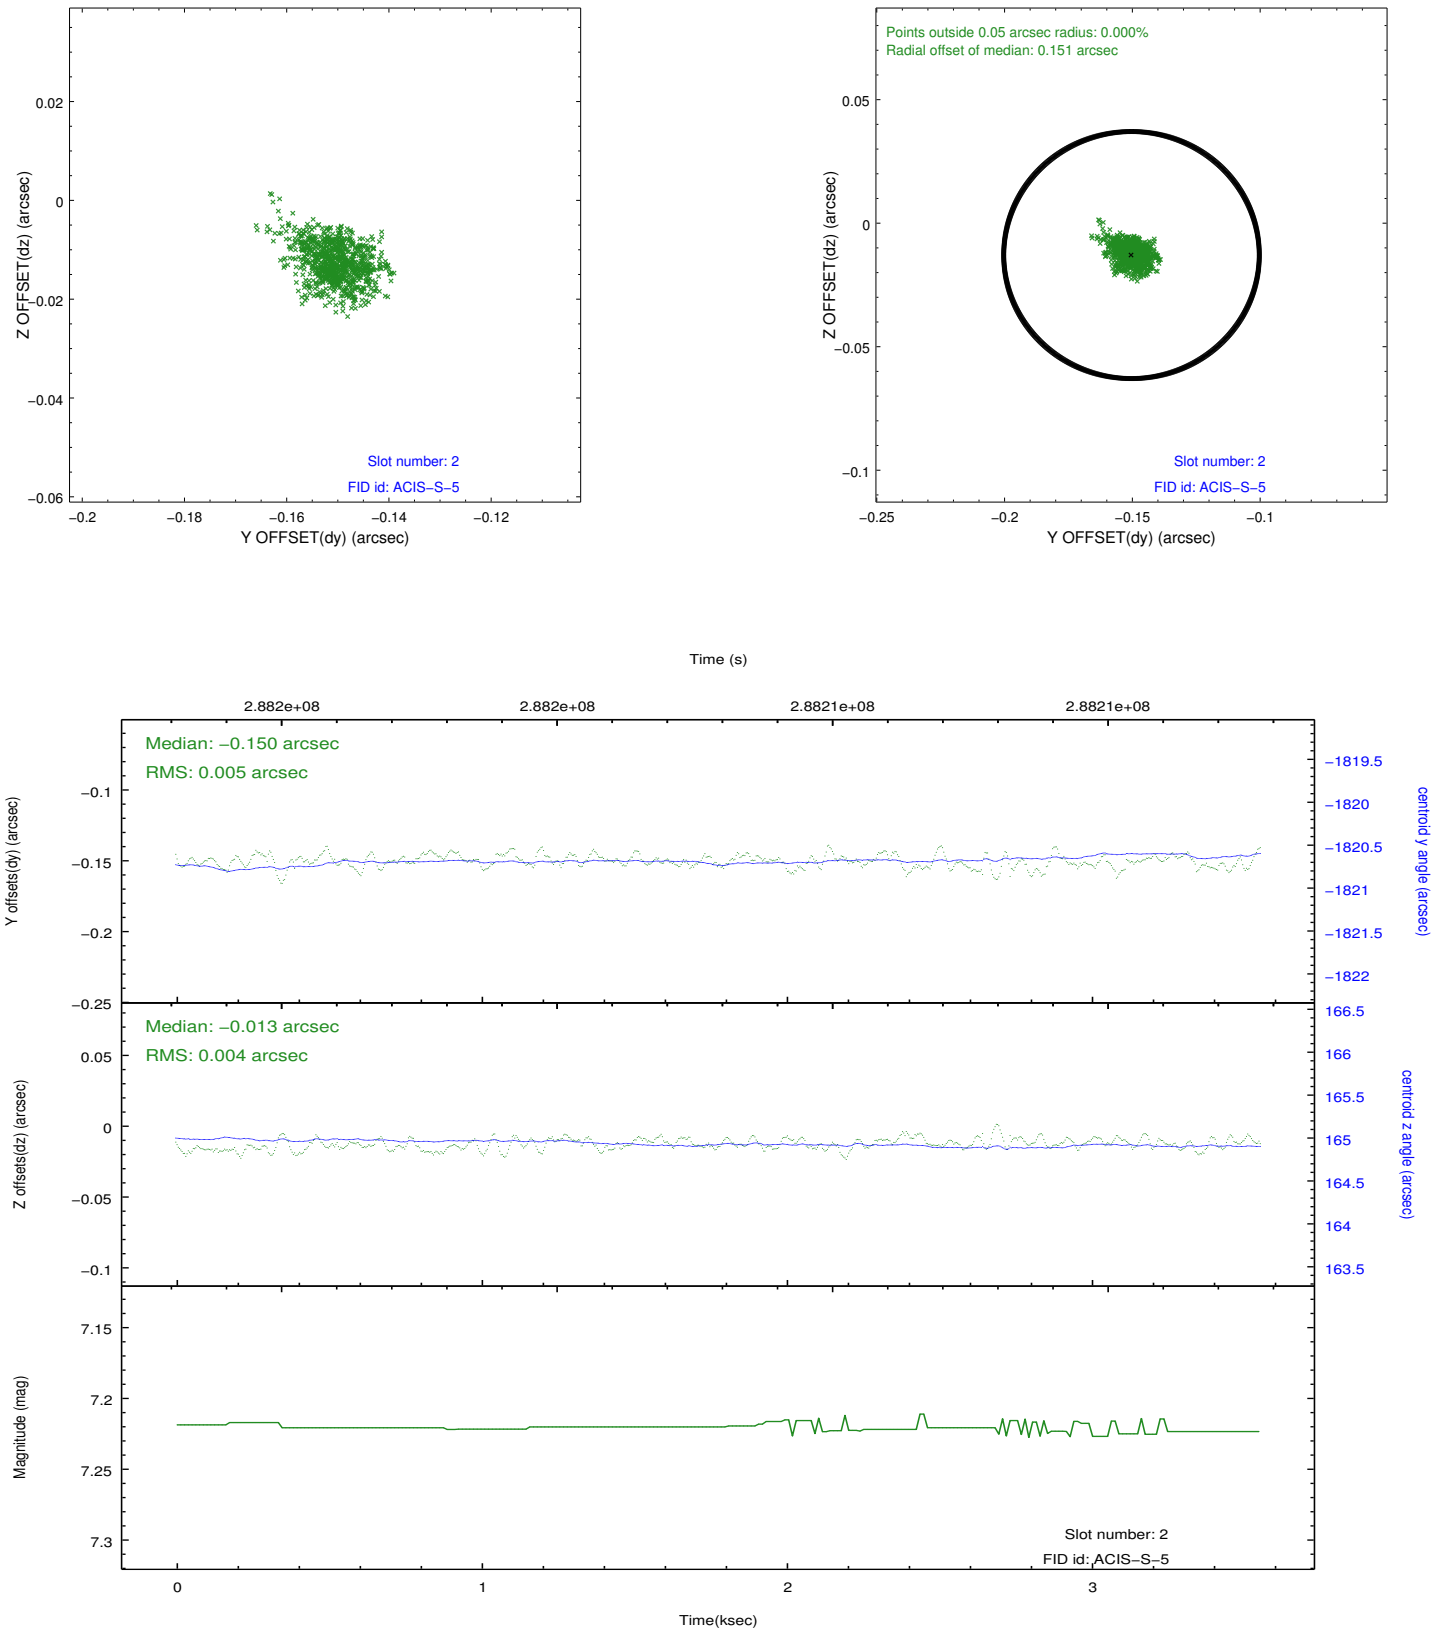 0.02
0
−0.02
−0.04
−0.06
Z OFFSET(dz) (arcsec)
Slot number: 2
FID id: ACIS−S−5
−0.2 −0.18 −0.16 −0.14 −0.12
Y OFFSET(dy) (arcsec)
Points outside 0.05 arcsec radius: 0.000%
Radial offset of median: 0.151 arcsec
0.05
0
−0.05
−0.1
Z OFFSET(dz) (arcsec)
Slot number: 2
FID id: ACIS−S−5
−0.25 −0.2 −0.15 −0.1
Y OFFSET(dy) (arcsec)
Time (s)
2.882e+08 2.882e+08 2.8821e+08 2.8821e+08
Median: −0.150 arcsec
RMS: 0.005 arcsec
−0.1
−0.15
−0.2
−0.25
Y offsets(dy) (arcsec)
−1819.5
−1820
−1820.5
−1821
−1821.5
−1822
centroid y angle (arcsec)
Median: −0.013 arcsec
RMS: 0.004 arcsec
0.05
0
−0.05
−0.1
Z offsets(dz) (arcsec)
166.5
166
165.5
165
164.5
164
163.5
centroid z angle (arcsec)
7.15
7.2
7.25
7.3
Magnitude (mag)
Slot number: 2
FID id: ACIS−S−5
0 1 2 3
Time(ksec)